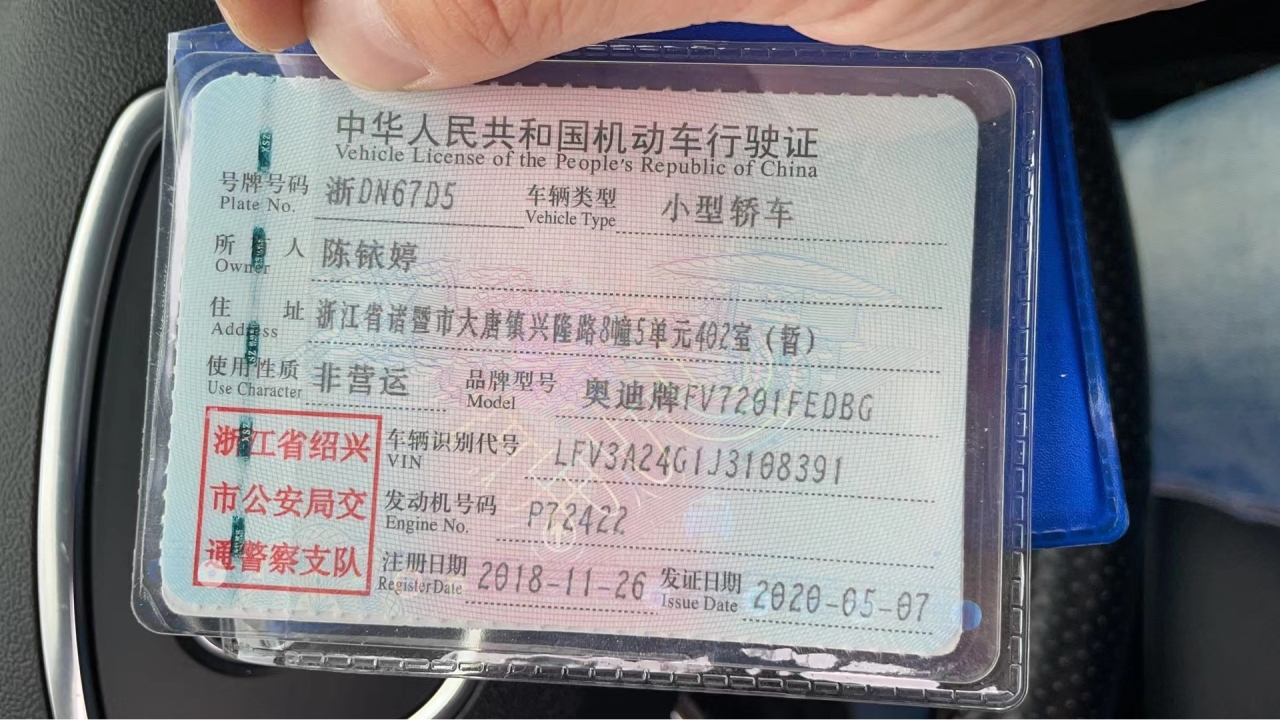 中华人民共和国机动车行驶证
Vehicle License of the People's Republic of China
号牌号码 浙DN67D5 车辆类型 小型轿车
Plate No. Vehicle Type
所有人 陈铱婷
Owner
住址 浙江省诸暨市大唐镇兴隆路8幢5单元402室（暂）
Address
使用性质 非营运 品牌型号 奥迪牌FV7201FEDBG
Use Character Model
浙江省绍兴
市公安局交
通警察支队
车辆识别代号 LFV3A24G1J3108391
VIN
发动机号码 P72422
Engine No.
注册日期 2018-11-26 发证日期 2020-05-07
Register Date Issue Date